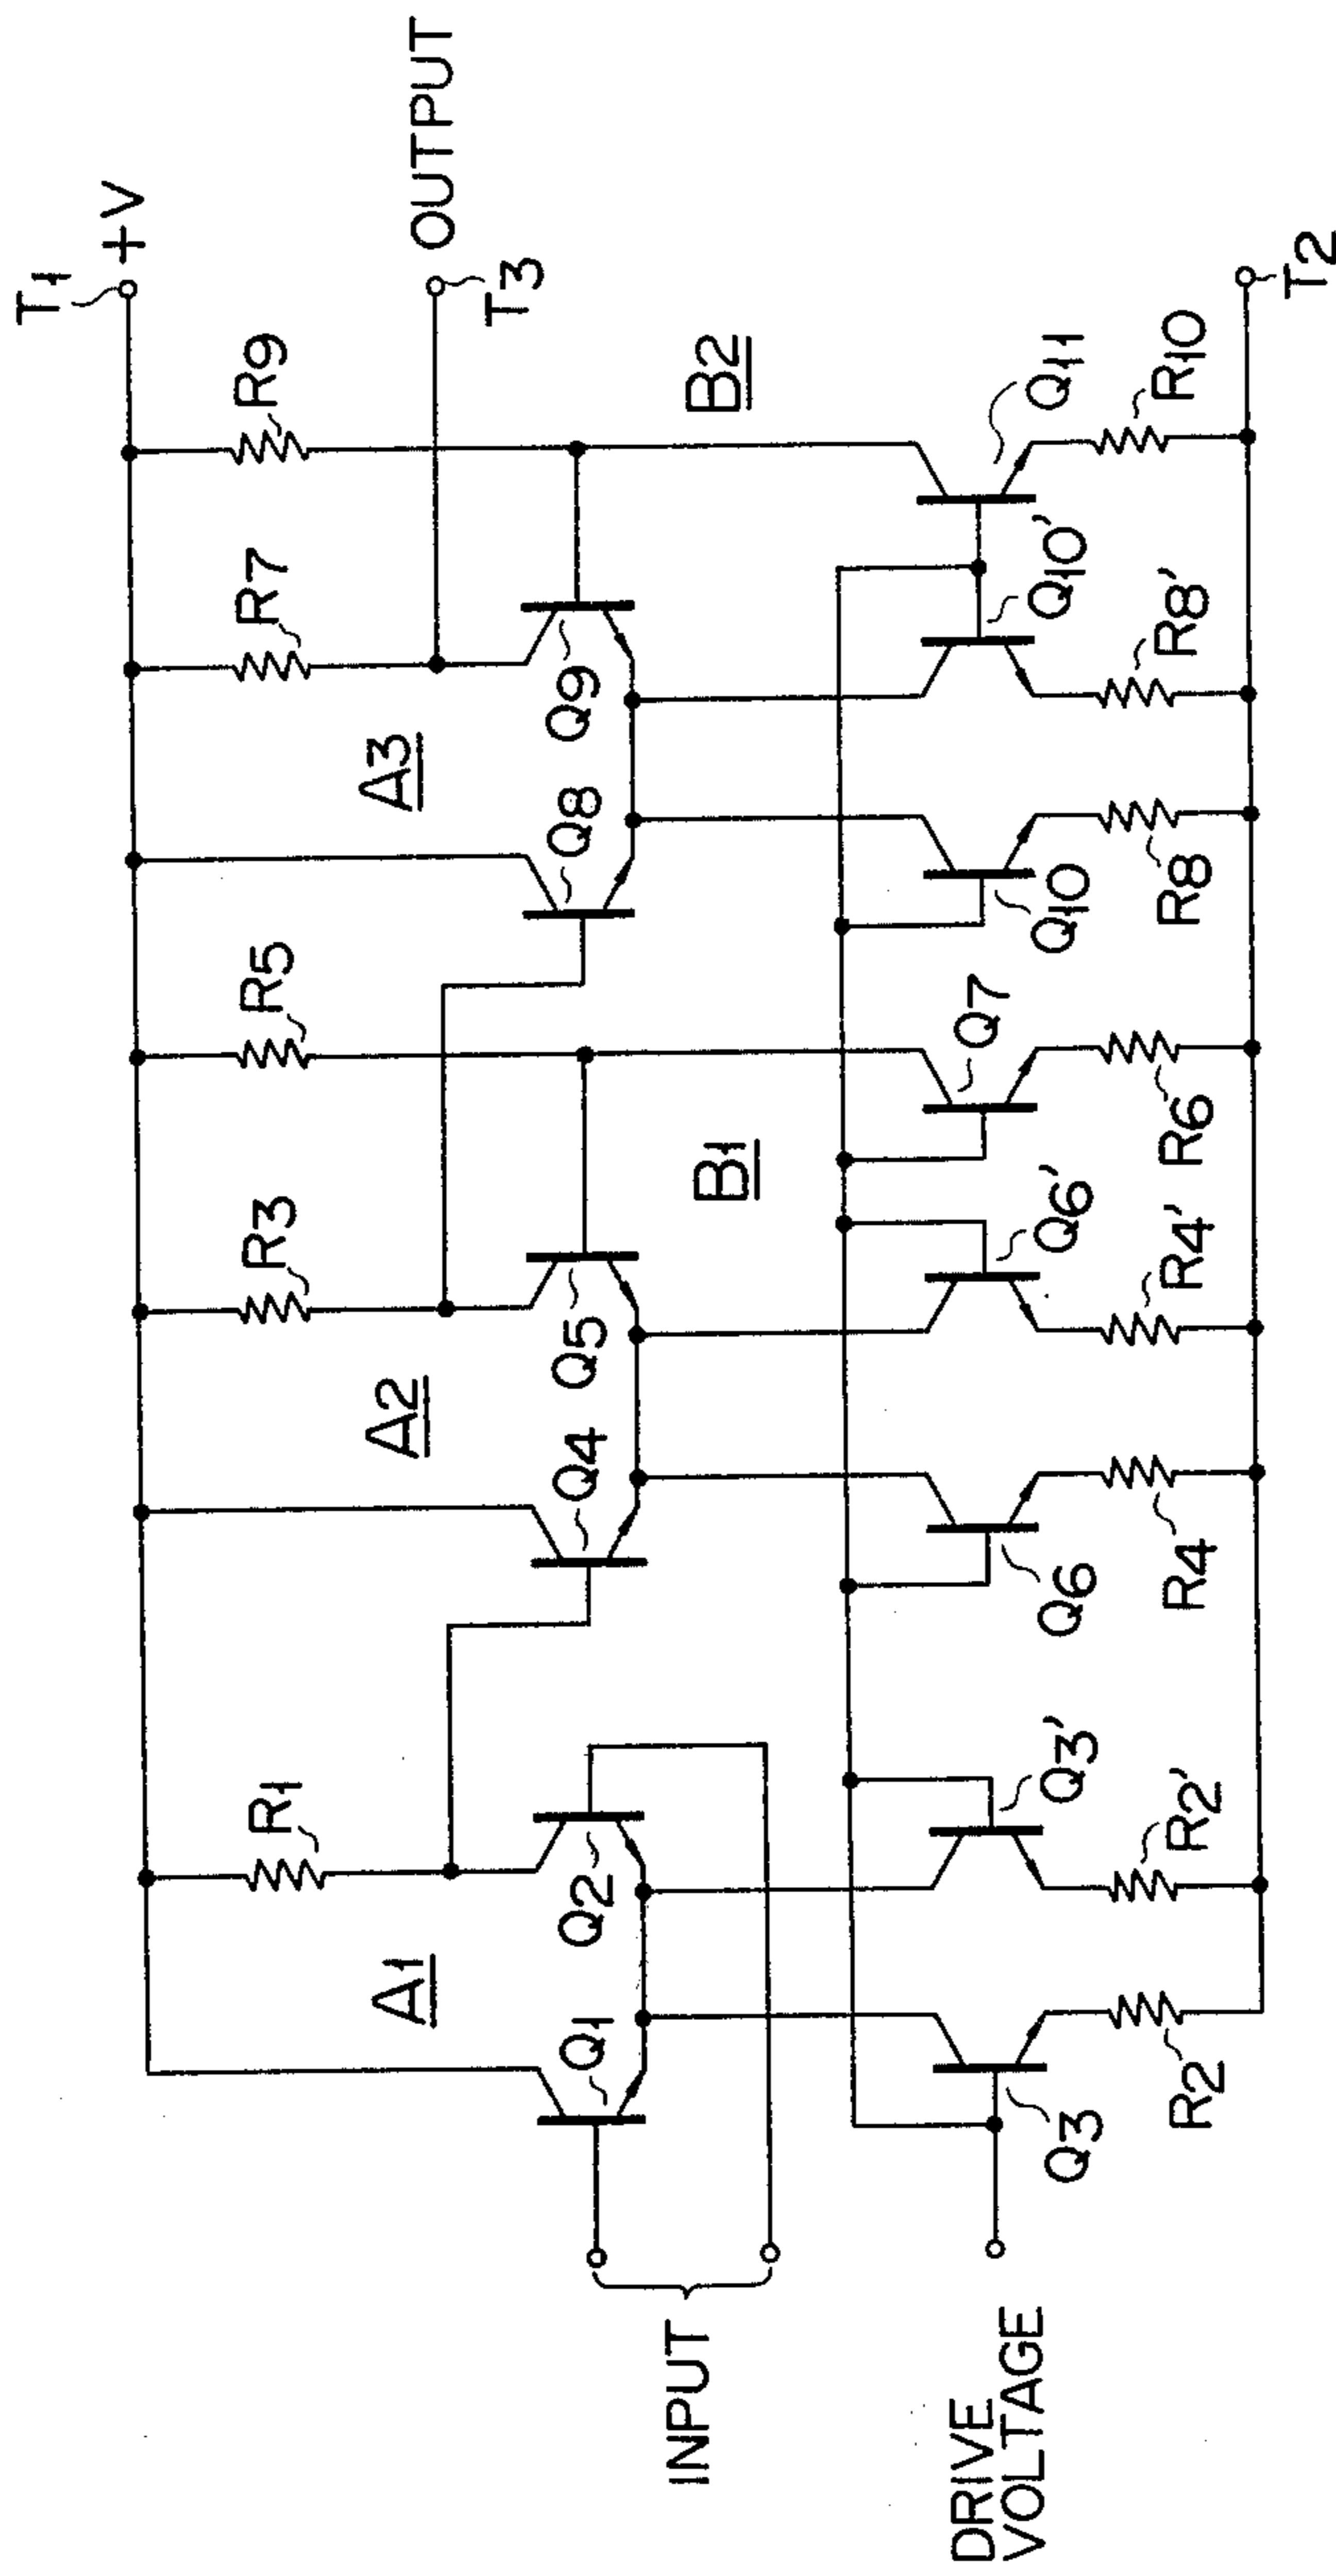 T1 +V
R1
R3
R5
R7
R9
OUTPUT
T3
A1
A2
A3
Q1
Q2
Q4
Q5
Q8
Q9
INPUT
B1
B2
DRIVE
VOLTAGE
Q3
Q3'
Q6
Q6'
Q7
Q10
Q10'
Q11
R2
R2'
R4
R4'
R6
R8
R8'
R10
T2